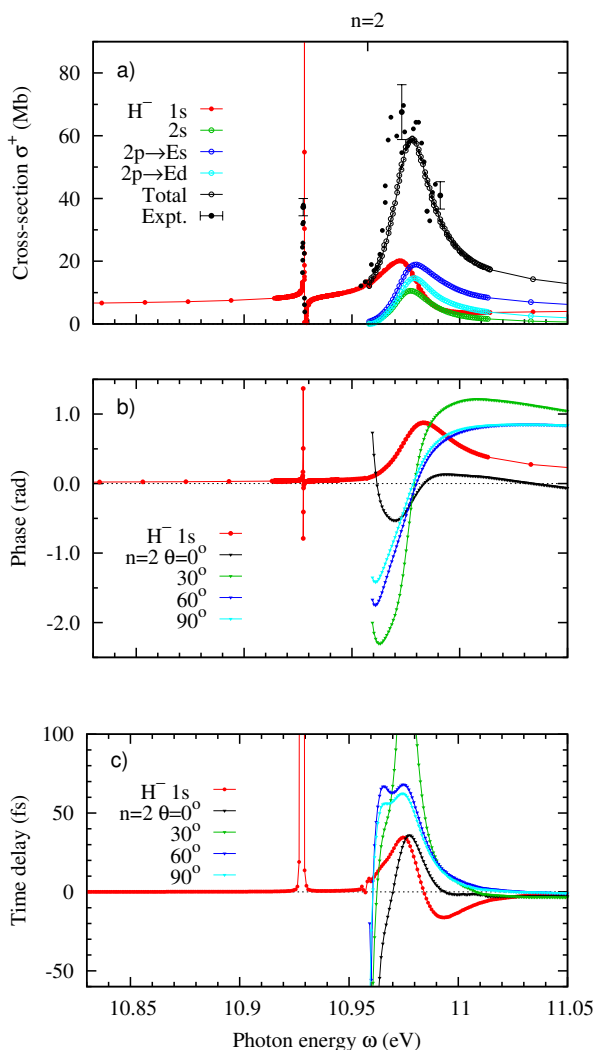 n=2
80
60
40
20
0
Cross-section σ⁺ (Mb)
a)
H⁻ 1s
2s
2p→Es
2p→Ed
Total
Expt.
1.0
0.0
-1.0
-2.0
Phase (rad)
b)
H⁻ 1s
n=2 θ=0°
30°
60°
90°
100
50
0
-50
Time delay (fs)
c)
H⁻ 1s
n=2 θ=0°
30°
60°
90°
10.85 10.9 10.95 11 11.05
Photon energy ω (eV)